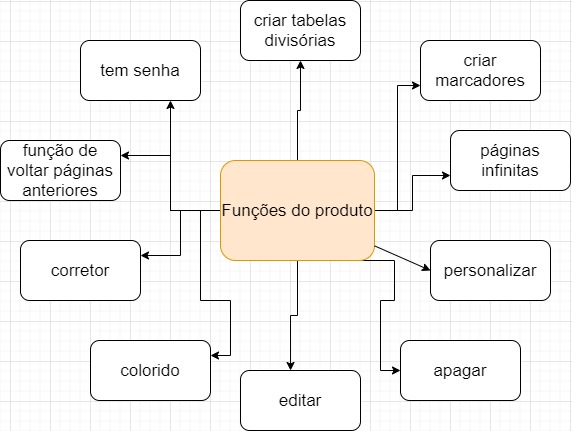 criar tabelas
divisórias
tem senha
criar
marcadores
função de
voltar páginas
anteriores
páginas
infinitas
Funções do produto
corretor
personalizar
colorido
apagar
editar